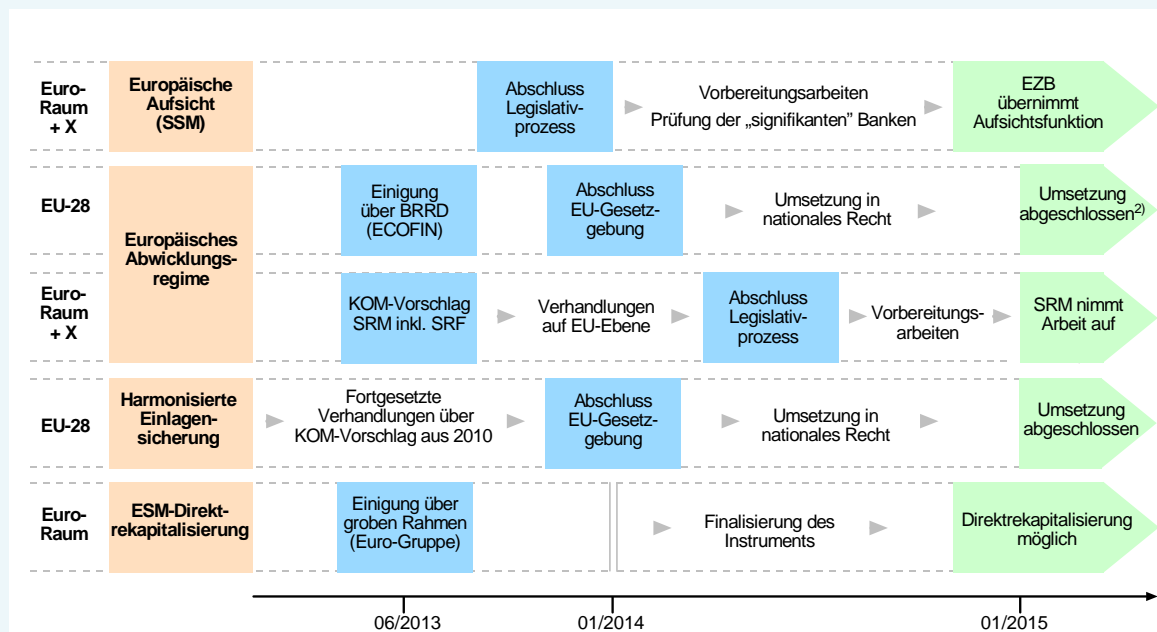 Euro-
Raum
+ X
Europäische
Aufsicht
(SSM)
Abschluss
Legislativ-
prozess
Vorbereitungsarbeiten
Prüfung der „signifikanten” Banken
EZB
übernimmt
Aufsichtsfunktion
EU-28
Europäisches
Abwicklungs-
regime
Einigung
über BRRD
(ECOFIN)
Abschluss
EU-Gesetz-
gebung
Umsetzung in
nationales Recht
Umsetzung
abgeschlossen2)
Euro-
Raum
+ X
KOM-Vorschlag
SRM inkl. SRF
Verhandlungen
auf EU-Ebene
Abschluss
Legislativ-
prozess
Vorbereitungs-
arbeiten
SRM nimmt
Arbeit auf
EU-28
Harmonisierte
Einlagen-
sicherung
Fortgesetzte
Verhandlungen über
KOM-Vorschlag aus 2010
Abschluss
EU-Gesetz-
gebung
Umsetzung in
nationales Recht
Umsetzung
abgeschlossen
Euro-
Raum
ESM-Direkt-
rekapitalisierung
Einigung über
groben Rahmen
(Euro-Gruppe)
Finalisierung des
Instruments
Direktrekapitalisierung
möglich
06/2013
01/2014
01/2015